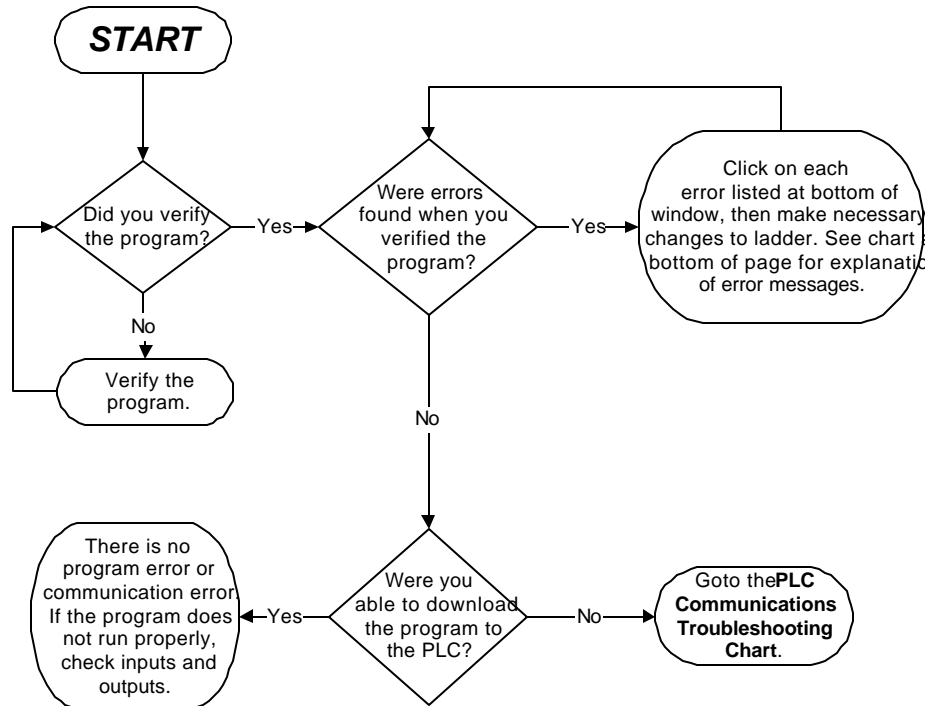 START
Did you verify
the program?
Yes
No
Verify the
program.
Were errors
found when you
verified the
program?
Yes
Click on each
error listed at bottom of
window, then make necessary
changes to ladder. See chart
bottom of page for
of error messages.
No
Were you
able to download
the program to
the PLC?
Yes
There is no
program error or
communication error.
If the program does
not run properly,
check inputs and
outputs.
No
Goto thePLC
Communications
Troubleshooting
Chart.